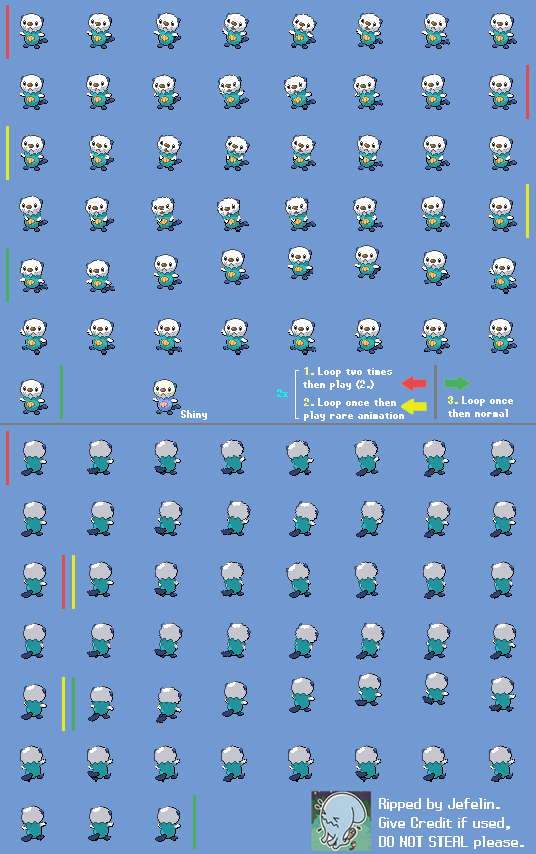 1. Loop two times
then play (2.)
2x
2. Loop once then
play rare animation
3. Loop once
then normal
Shiny
Ripped by Jefelin.
Give Credit if used,
DO NOT STEAL please.